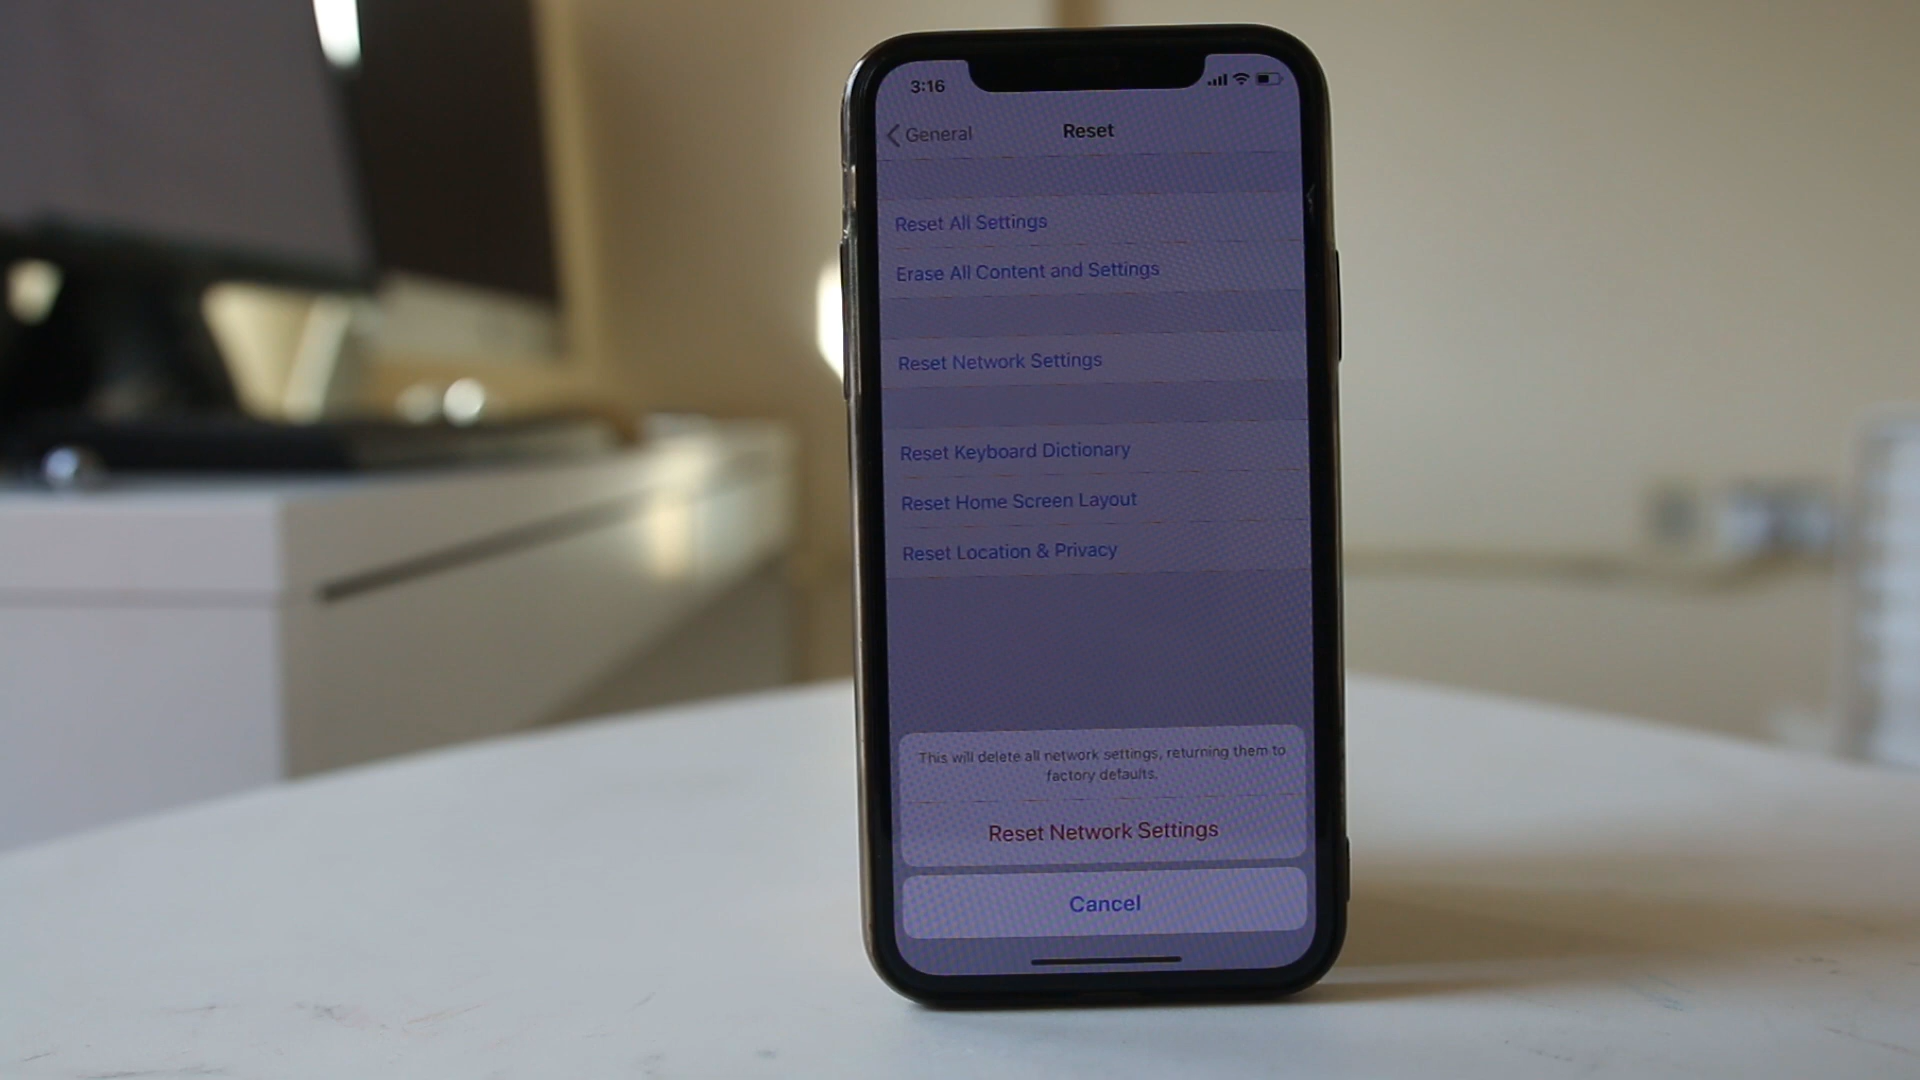 3:16
General
Reset
Reset All Settings
Erase All Content and Settings
Reset Network Settings
Reset Keyboard Dictionary
Reset Home Screen Layout
Reset Location & Privacy
This will delete all network settings, returning them to
factory defaults.
Reset Network Settings
Cancel